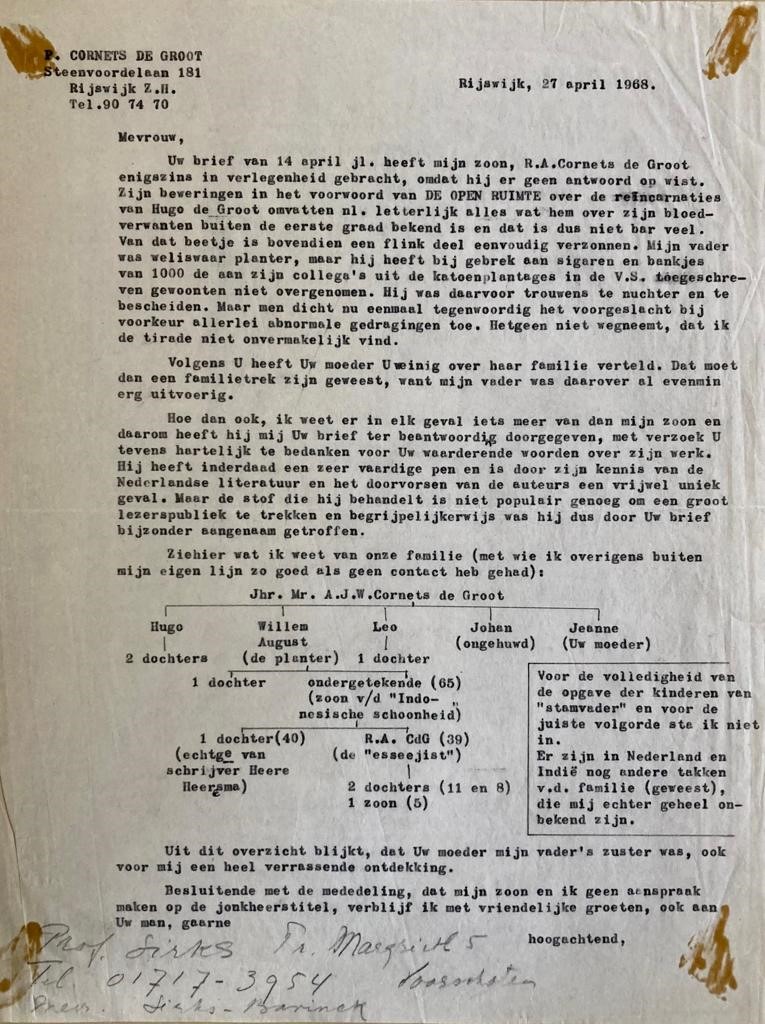 P. CORNETS DE GROOT
Steenvoordelaan 181
Rijswijk Z.H.
Tel.90 74 70
Rijswijk, 27 april 1968.
Mevrouw,
Uw brief van 14 april jl. heeft mijn zoon, R.A.Cornets de Groot
enigszins in verlegenheid gebracht, omdat hij er geen antwoord op wist.
Zijn beweringen in het voorwoord van DE OPEN RUIMTE over de reïncarnaties
van Hugo de Groot omvatten nl. letterlijk alles wat hem over zijn bloed-
verwanten buiten de eerste graad bekend is en dat is dus niet bar veel.
Van dat beetje is bovendien een flink deel eenvoudig verzonnen. Mijn vader
was weliswaar planter, maar hij heeft bij gebrek aan sigaren en bankjes
van 1000 de aan zijn collega's uit de katoenplantages in de V.S. toegeschre-
ven gewoonten niet overgenomen. Hij was daarvoor trouwens te nuchter en te
bescheiden. Maar men dicht nu eenmaal tegenwoordig het voorgeslacht bij
voorkeur allerlei abnormale gedragingen toe. Hetgeen niet wegneemt, dat ik
de tirade niet onvermakelijk vind.
Volgens U heeft Uw moeder U weinig over haar familie verteld. Dat moet
dan een familietrek zijn geweest, want mijn vader was daarover al evenmin
erg uitvoerig.
Hoe dan ook, ik weet er in elk geval iets meer van dan mijn zoon en
daarom heeft hij mij Uw brief ter beantwoordig doorgegeven, met verzoek U
tevens hartelijk te bedanken voor Uw waarderende woorden over zijn werk.
Hij heeft inderdaad een zeer vaardige pen en is door zijn kennis van de
Nederlandse literatuur en het doorvorsen van de auteurs een vrijwel uniek
geval. Maar de stof die hij behandelt is niet populair genoeg om een groot
lezerspubliek te trekken en begrijpelijkerwijs was hij dus door Uw brief
bijzonder aangenaam getroffen.
Ziehier wat ik weet van onze familie (met wie ik overigens buiten
mijn eigen lijn zo goed als geen contact heb gehad):
Jhr. Mr. A.J.W.Cornets de Groot
Hugo Willem Leo Johan Jeanne
August (ongehuwd) (Uw moeder)
2 dochters (de planter) 1 dochter
1 dochter ondergetekende (65)
(zoon v/d "Indo-
nesische schoonheid)"
1 dochter(40) R.A. CdG (39)
(echtge van (de "esseejist")
schrijver Heere
Heersma) 2 dochters (11 en 8)
1 zoon (5)
Voor de volledigheid van
de opgave der kinderen van
"stamvader" en voor de
juiste volgorde sta ik niet
in.
Er zijn in Nederland en
Indië nog andere takken
v.d. familie (geweest),
die mij echter geheel on-
bekend zijn.
Uit dit overzicht blijkt, dat Uw moeder mijn vader's zuster was, ook
voor mij een heel verrassende ontdekking.
Besluitende met de mededeling, dat mijn zoon en ik geen aanspraak
maken op de jonkheerstitel, verblijf ik met vriendelijke groeten, ook aan
Uw man, gaarne
hoogachtend,
Prof. Sirks Pr. Margriet 5
Tel. 01717-3954 Voorschoten
Sirks-Barinck